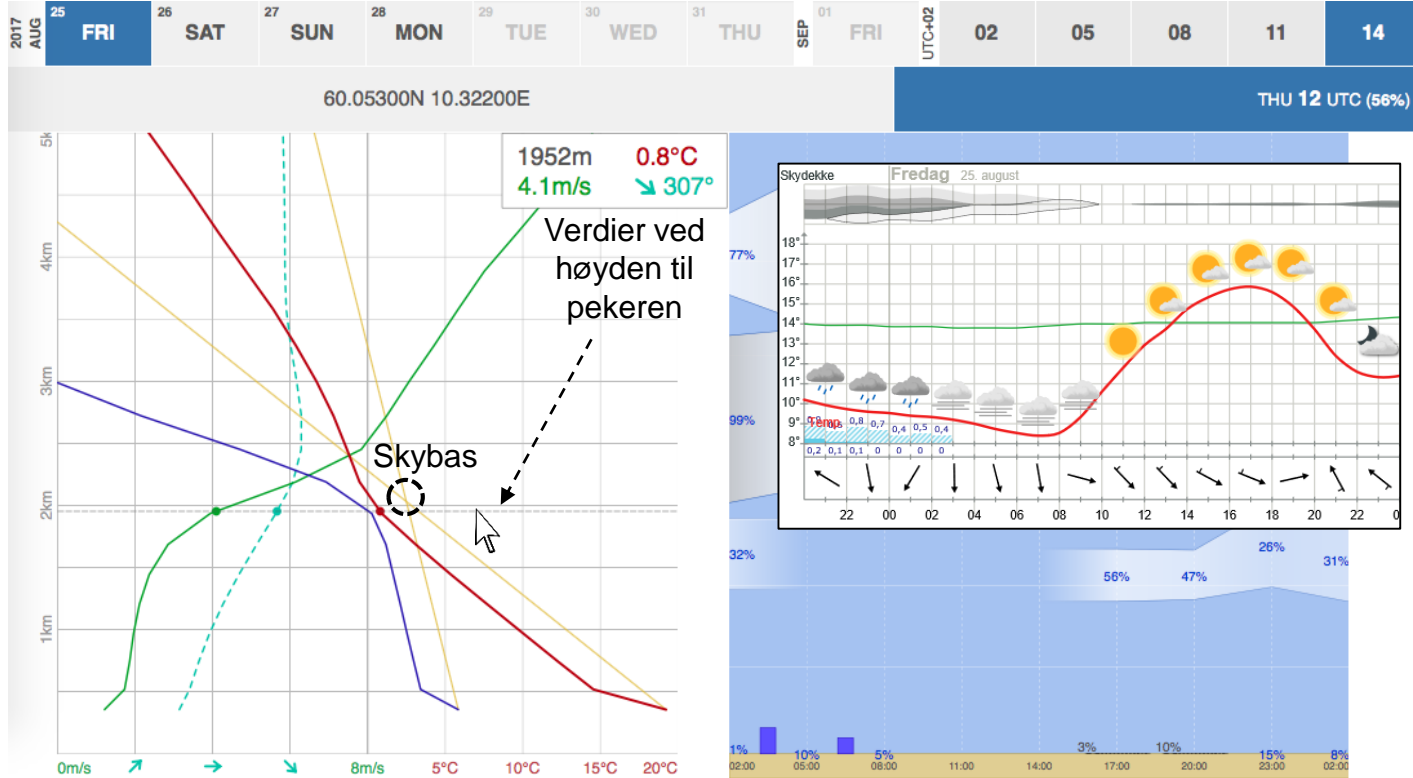 2017 AUG
25 FRI
26 SAT
27 SUN
28 MON
29 TUE
30 WED
31 THU
SEP
01 FRI
UTC+02
02 05 08 11 14
60.05300N 10.32200E
THU 12 UTC (56%)
5k
4km
3km
2km
1km
1952m 0.8°C
4.1m/s 307°
Verdier ved
høyden til
pekeren
Skybas
0m/s 8m/s 5°C 10°C 15°C 20°C
77%
99%
32%
1%
Skydekke Fredag 25. august
18°
17°
16°
15°
14°
13°
12°
11°
10°
9°
8°
Temp
0,8 0,7 0,4 0,5 0,4
0,2 0,1 0,1 0 0 0 0
22 00 02 04 06 08 10 12 14 16 18 20 22 0
56% 47% 26% 31%
10% 5% 3% 10% 15% 8%
02:00 05:00 08:00 11:00 14:00 17:00 20:00 23:00 02:00